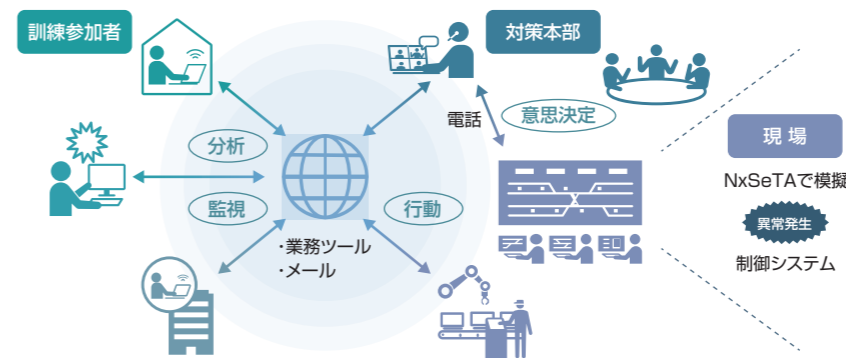 訓練参加者
対策本部
電話
意思決定
分析
監視
行動
・業務ツール
・メール
現場
NxSeTAで模擬
異常発生
制御システム